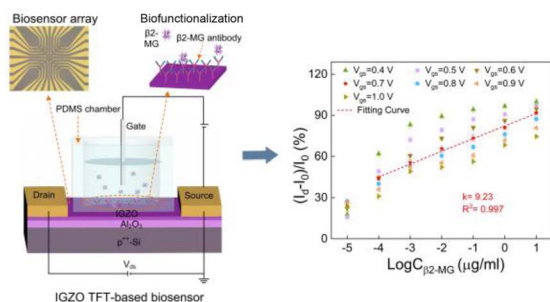 Biosensor array
Biofunctionalization
β2-
MG
β2-MG antibody
PDMS chamber
Gate
Drain
Source
IGZO
Al₂O₃
p⁺⁺-Si
Vds
IGZO TFT-based biosensor
(Id-I0)/I0 (%)
120
90
60
30
0
Vgs=0.4 V
Vgs=0.5 V
Vgs=0.6 V
Vgs=0.7 V
Vgs=0.8 V
Vgs=0.9 V
Vgs=1.0 V
Fitting Curve
k= 9.23
R²= 0.997
-5 -4 -3 -2 -1 0 1
LogCβ2-MG (μg/ml)